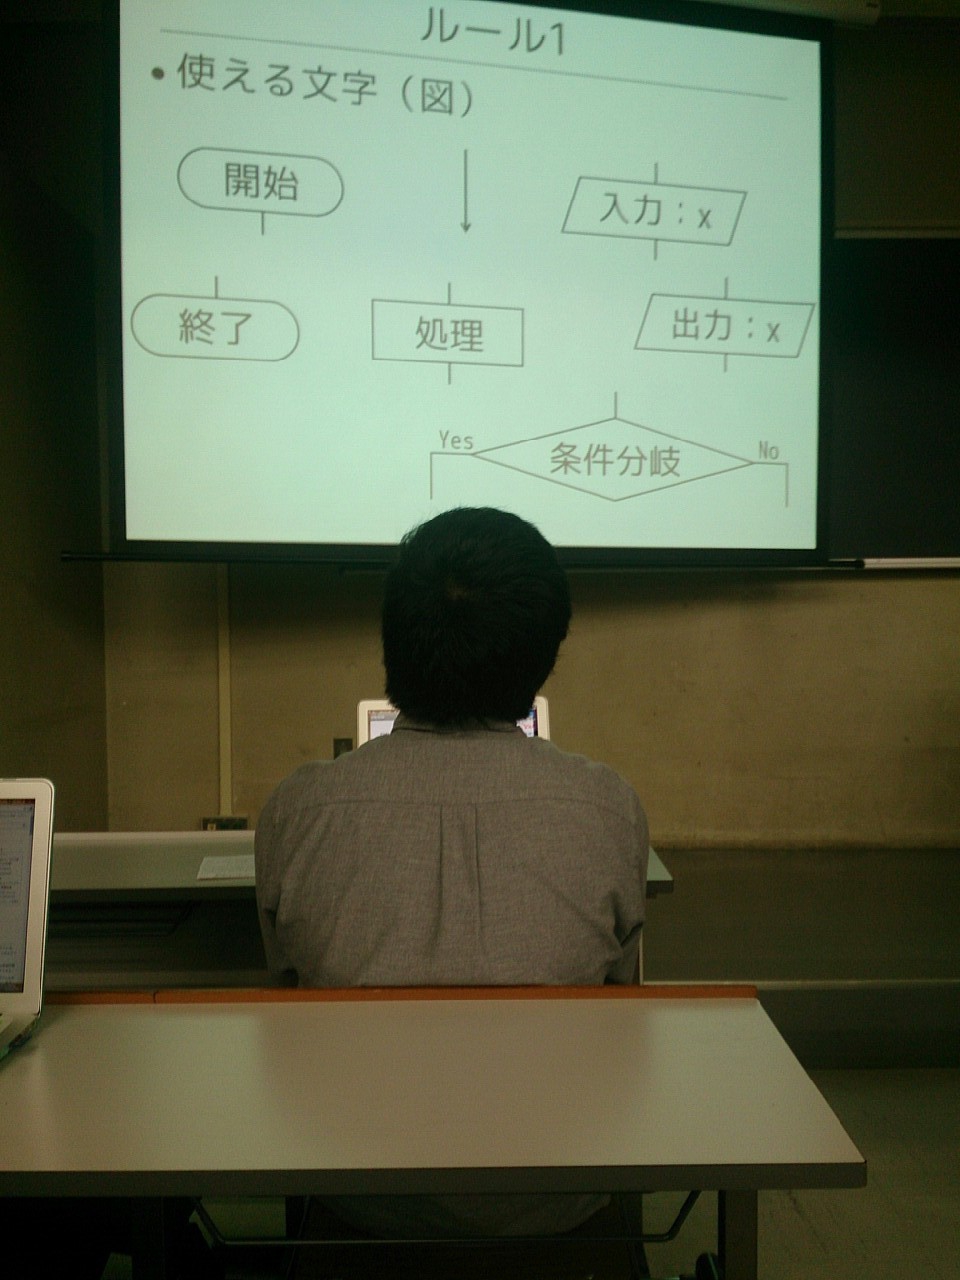 ルール1
•使える文字（図）
開始
入力：x
終了
処理
出力：x
Yes
条件分岐
No